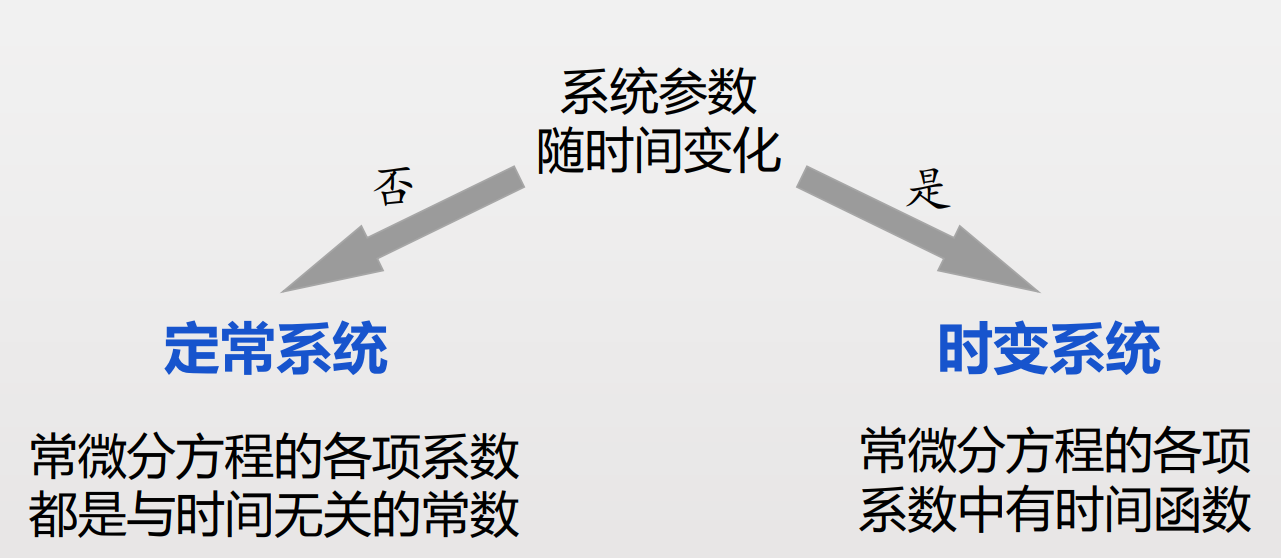 系统参数
随时间变化
否
是
定常系统
时变系统
常微分方程的各项系数
都是与时间无关的常数
常微分方程的各项
系数中有时间函数